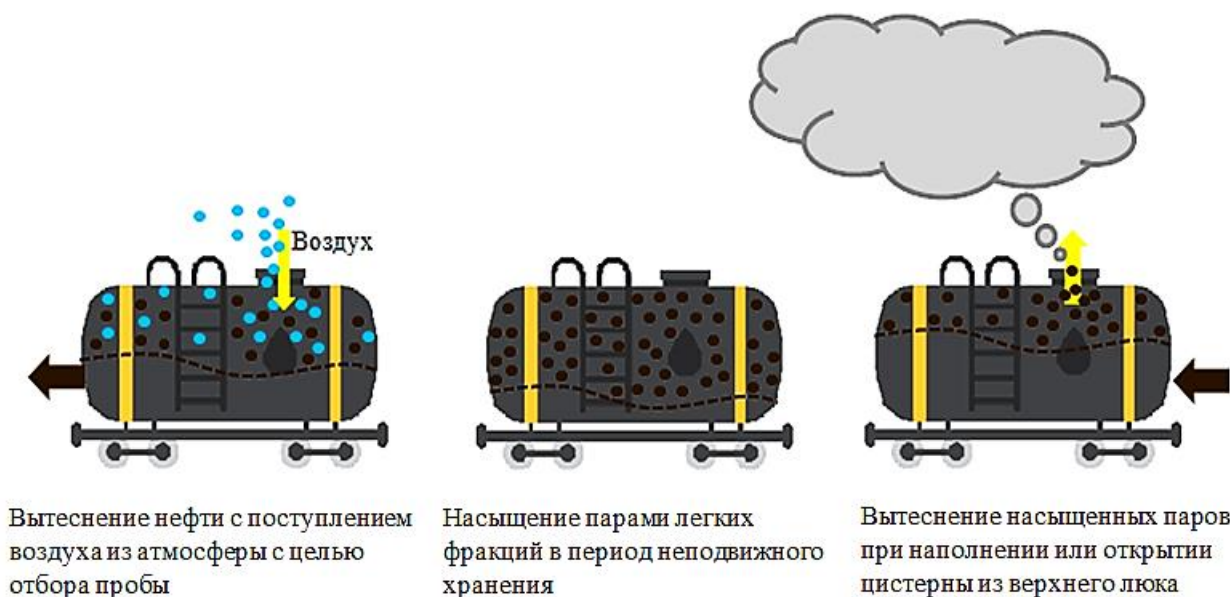 Воздух
Вытеснение нефти с поступлением
воздуха из атмосферы с целью
отбора пробы
Насыщение парами легких
фракций в период неподвижного
хранения
Вытеснение насыщенных паров
при наполнении или открытии
цистерны из верхнего люка